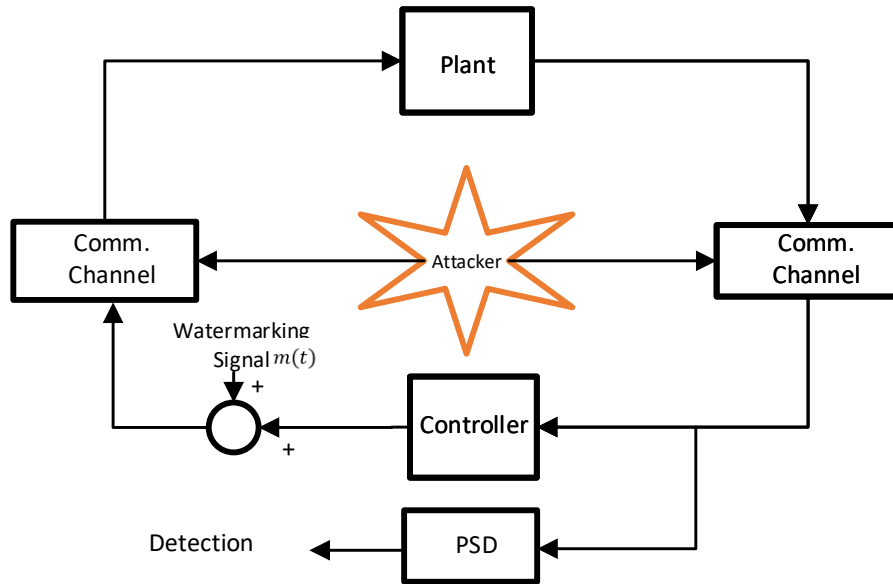 Plant
Comm.
Channel
Attacker
Comm.
Channel
Watermarking
Signal m(t)
+
+
Controller
Detection
PSD